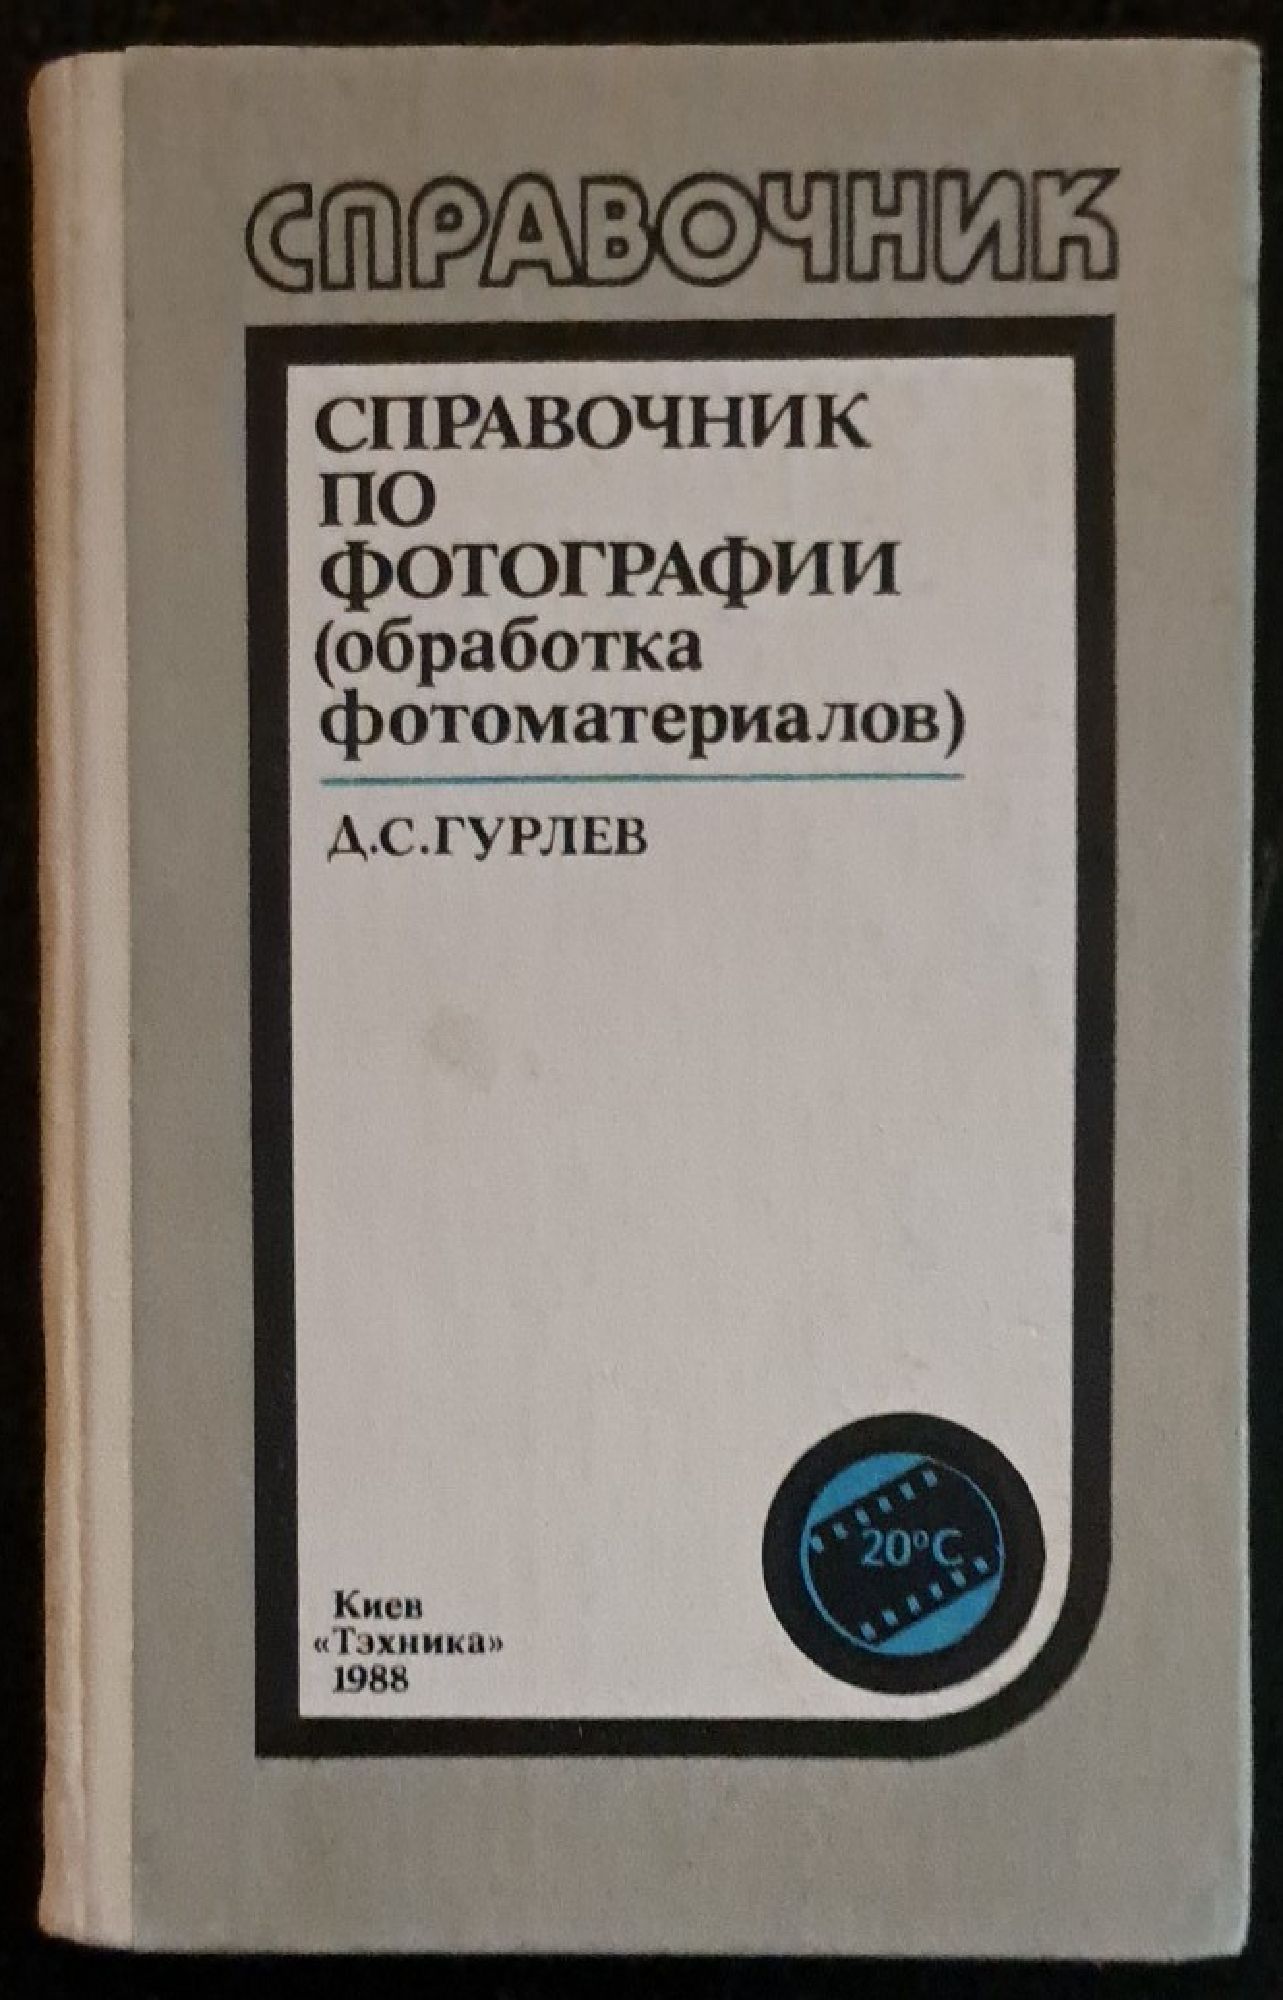 СПРАВОЧНИК
СПРАВОЧНИК
ПО
ФОТОГРАФИИ
(обработка
фотоматериалов)
Д.С.ГУРЛЕВ
20°C
Киев
«Тэхника»
1988